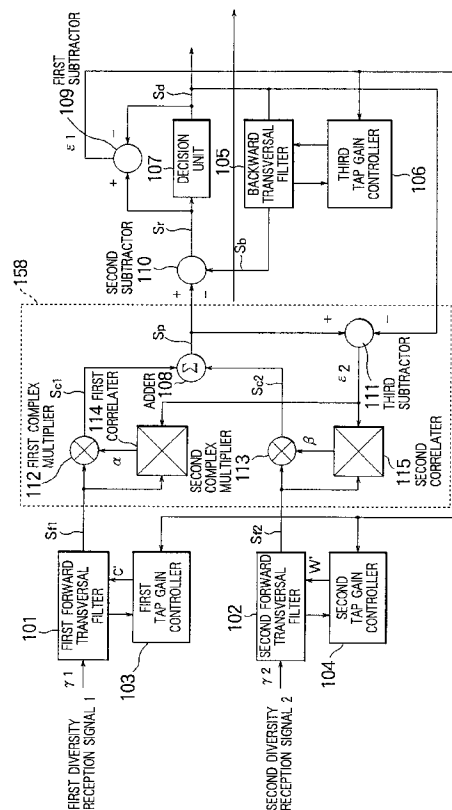 FIRST DIVERSITY
RECEPTION SIGNAL 1
γ1
101
FIRST FORWARD
TRANSVERSAL
FILTER
C'
FIRST
TAP GAIN
CONTROLLER
103
SECOND DIVERSITY
RECEPTION SIGNAL 2
γ2
102
SECOND FORWARD
TRANSVERSAL
FILTER
W'
SECOND
TAP GAIN
CONTROLLER
104
158
Sf1
112 FIRST COMPLEX
MULTIPLIER
Sc1
α
114 FIRST
CORRELATER
ADDER
108
Σ
Sp
Sf2
SECOND
COMPLEX
MULTIPLIER
113
Sc2
β
115
SECOND CORRELATER
ε2
+
−
111
THIRD SUBTRACTOR
SECOND
SUBTRACTOR
110
+
−
Sr
Sb
ε1
109
FIRST SUBTRACTOR
+
−
107
DECISION
UNIT
Sd
105
BACKWARD
TRANSVERSAL
FILTER
THIRD
TAP GAIN
CONTROLLER
106